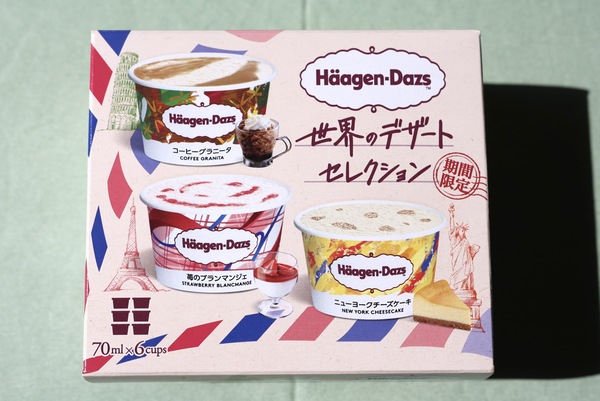 Häagen-Dazs
TM
世界のデザート
セレクション
期間
限定
Häagen-Dazs
コーヒーグラニータ
COFFEE GRANITA
Häagen-Dazs
苺のブランマンジェ
STRAWBERRY BLANCMANGE
Häagen-Dazs
ニューヨークチーズケーキ
NEW YORK CHEESECAKE
70ml×6cups